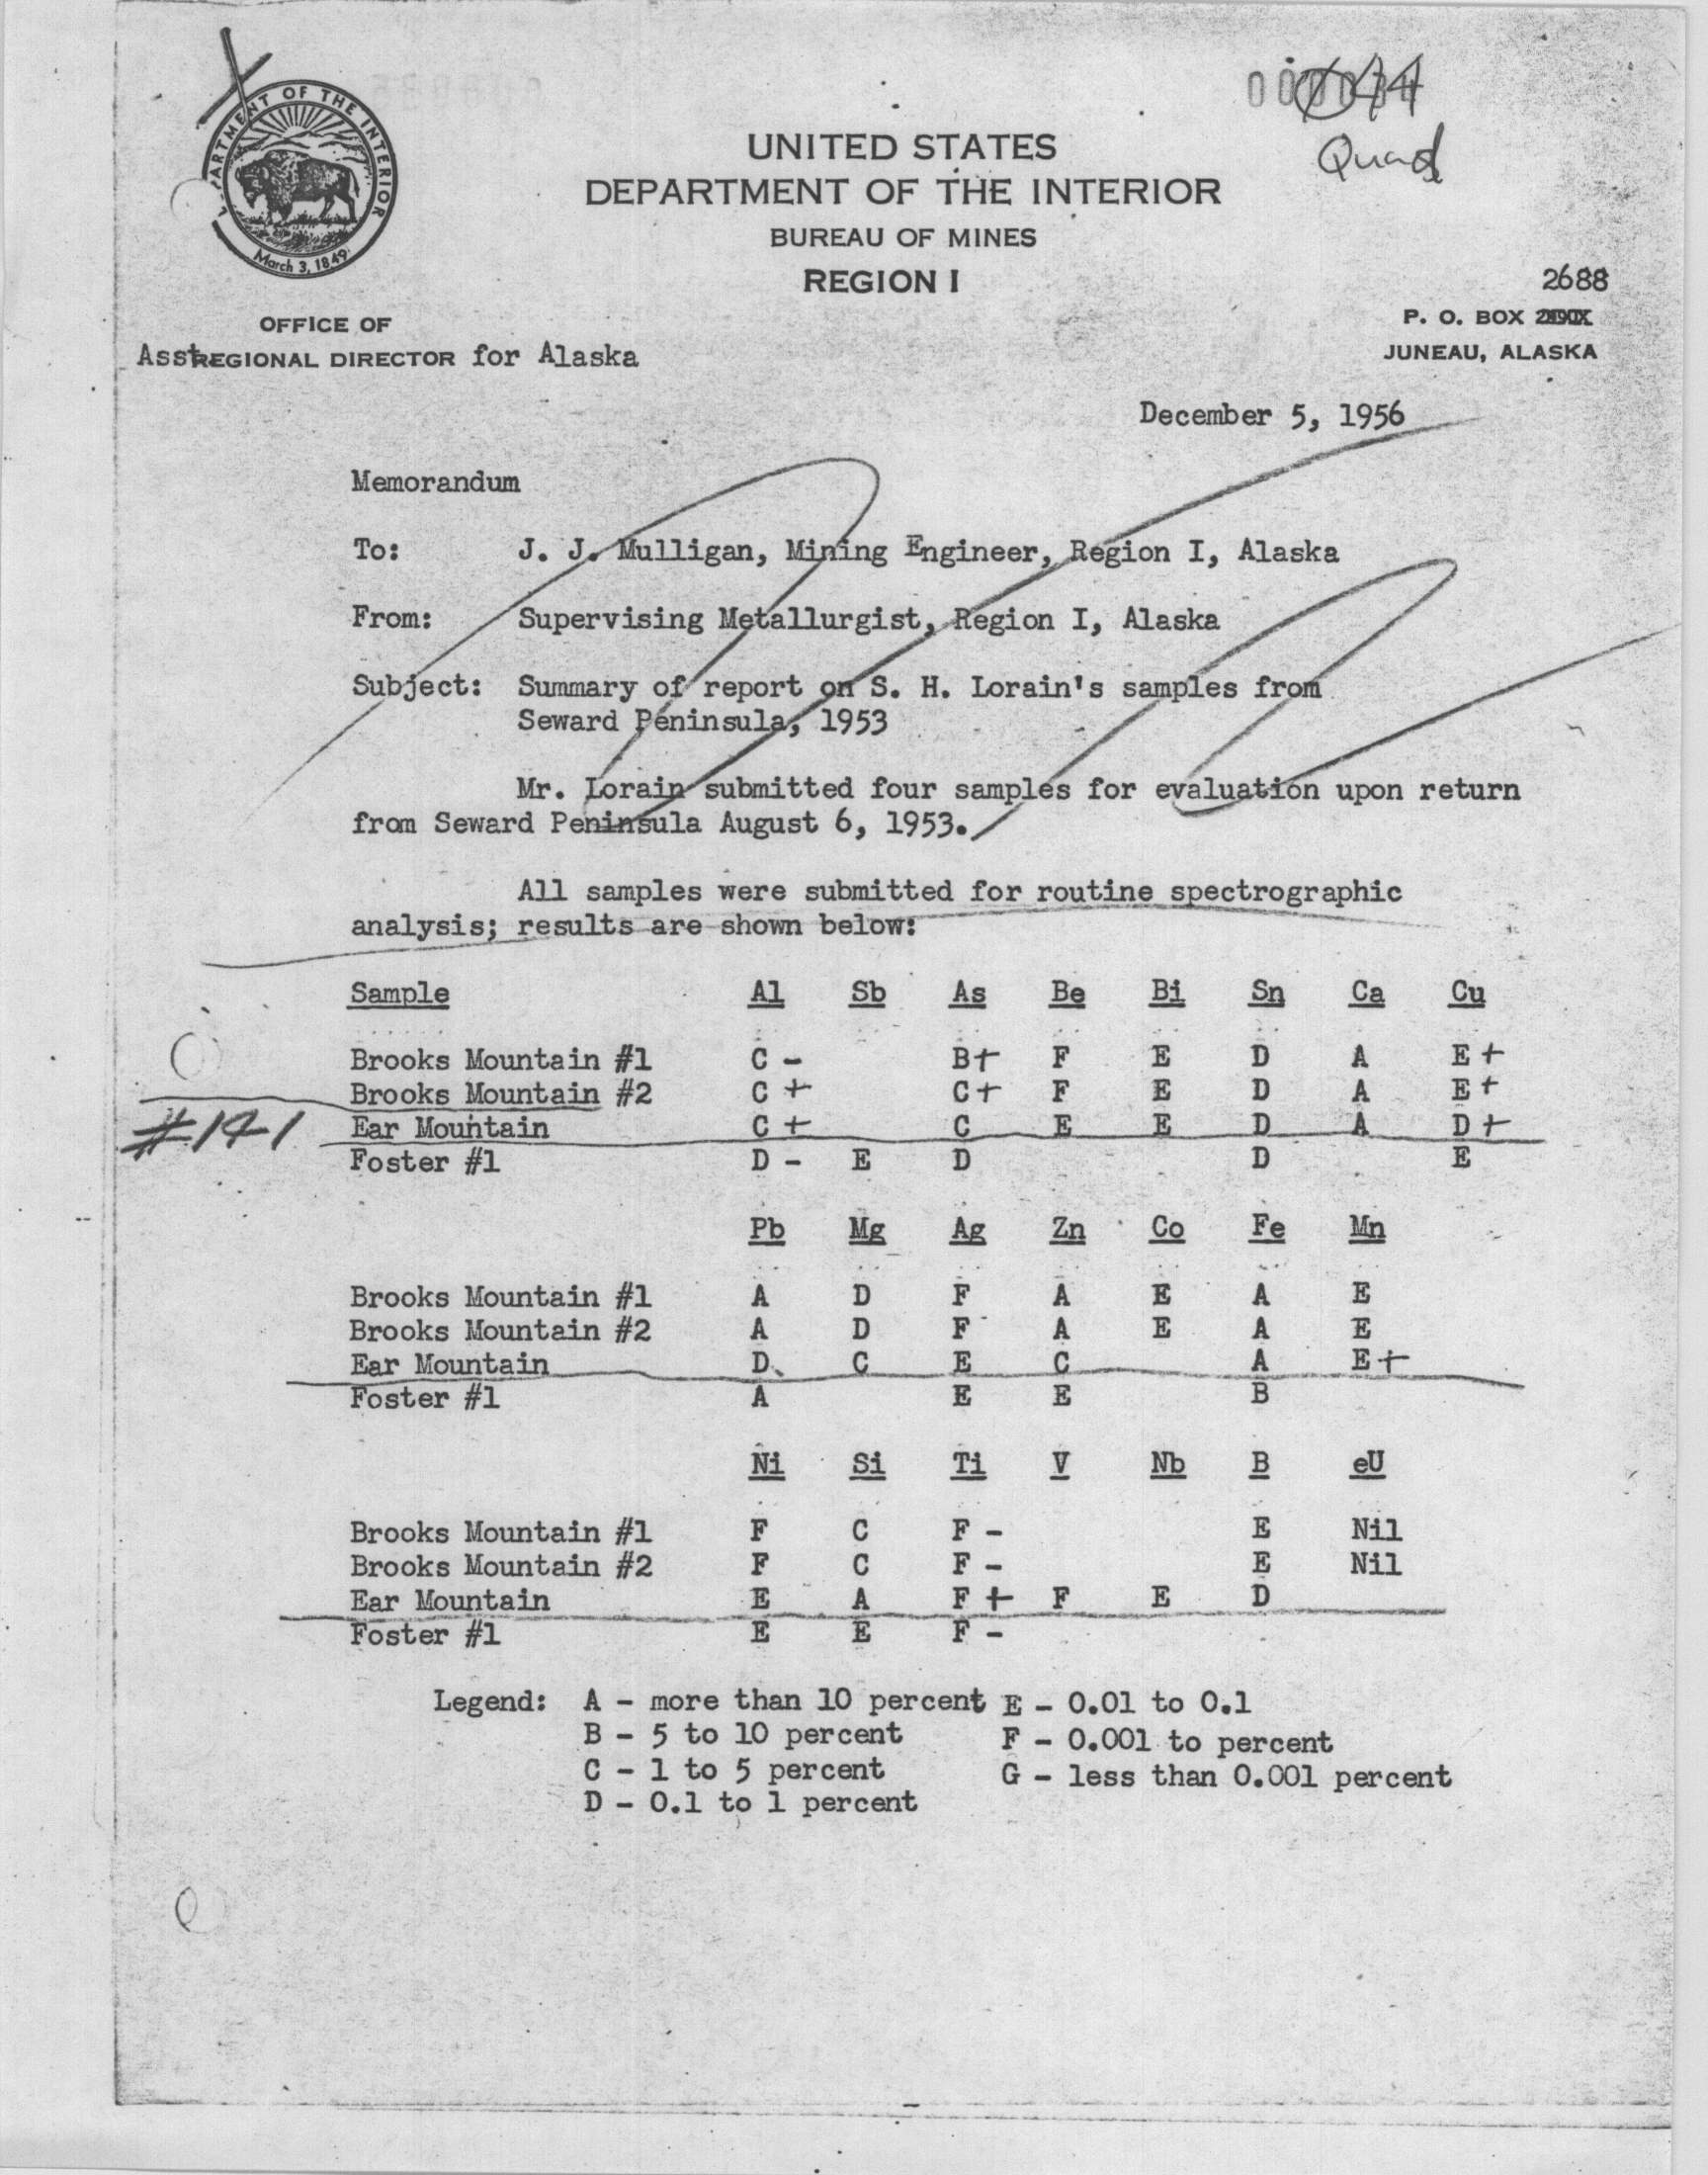 DEPARTMENT OF THE INTERIOR
March 3, 1849
44
Quad
UNITED STATES
DEPARTMENT OF THE INTERIOR
BUREAU OF MINES
REGION I
2688
OFFICE OF
P. O. BOX
Asst REGIONAL DIRECTOR for Alaska
JUNEAU, ALASKA
December 5, 1956
Memorandum
To: J. J. Mulligan, Mining Engineer, Region I, Alaska
From: Supervising Metallurgist, Region I, Alaska
Subject: Summary of report on S. H. Lorain's samples from
Seward Peninsula, 1953
Mr. Lorain submitted four samples for evaluation upon return
from Seward Peninsula August 6, 1953.
All samples were submitted for routine spectrographic
analysis; results are shown below:
Sample Al Sb As Be Bi Sn Ca Cu
Brooks Mountain #1 C - B+ F E D A E+
Brooks Mountain #2 C + C+ F E D A E+
#141 Ear Mountain C + C E E D A D+
Foster #1 D - E D D E
Pb Mg Ag Zn Co Fe Mn
Brooks Mountain #1 A D F A E A E
Brooks Mountain #2 A D F A E A E
Ear Mountain D C E C A E+
Foster #1 A E E B
Ni Si Ti V Nb B eU
Brooks Mountain #1 F C F - E Nil
Brooks Mountain #2 F C F - E Nil
Ear Mountain E A F + F E D
Foster #1 E E F -
Legend: A - more than 10 percent E - 0.01 to 0.1
B - 5 to 10 percent F - 0.001 to percent
C - 1 to 5 percent G - less than 0.001 percent
D - 0.1 to 1 percent